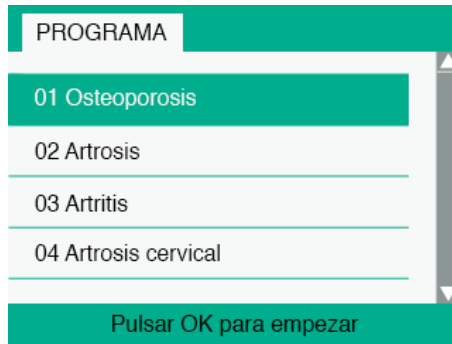 PROGRAMA
01 Osteoporosis
02 Artrosis
03 Artritis
04 Artrosis cervical
Pulsar OK para empezar